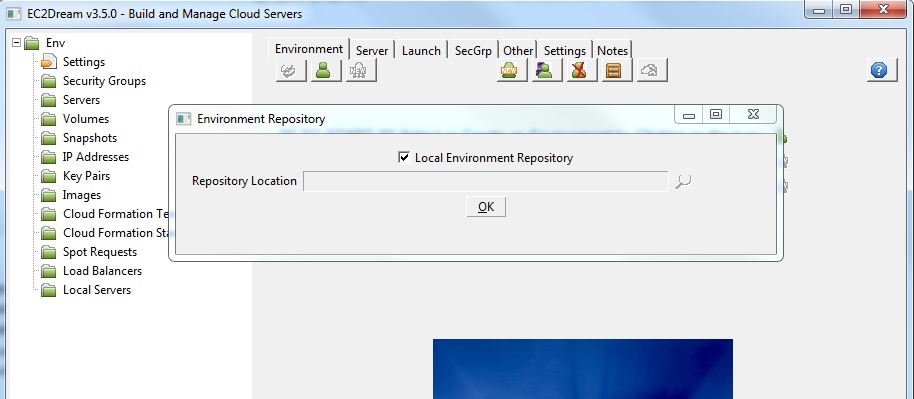 EC2Dream v3.5.0 - Build and Manage Cloud Servers
Env
Settings
Security Groups
Servers
Volumes
Snapshots
IP Addresses
Key Pairs
Images
Cloud Formation Te
Cloud Formation Sta
Spot Requests
Load Balancers
Local Servers
Environment Server Launch SecGrp Other Settings Notes
NEW NEW
?
Environment Repository
Local Environment Repository
Repository Location
OK